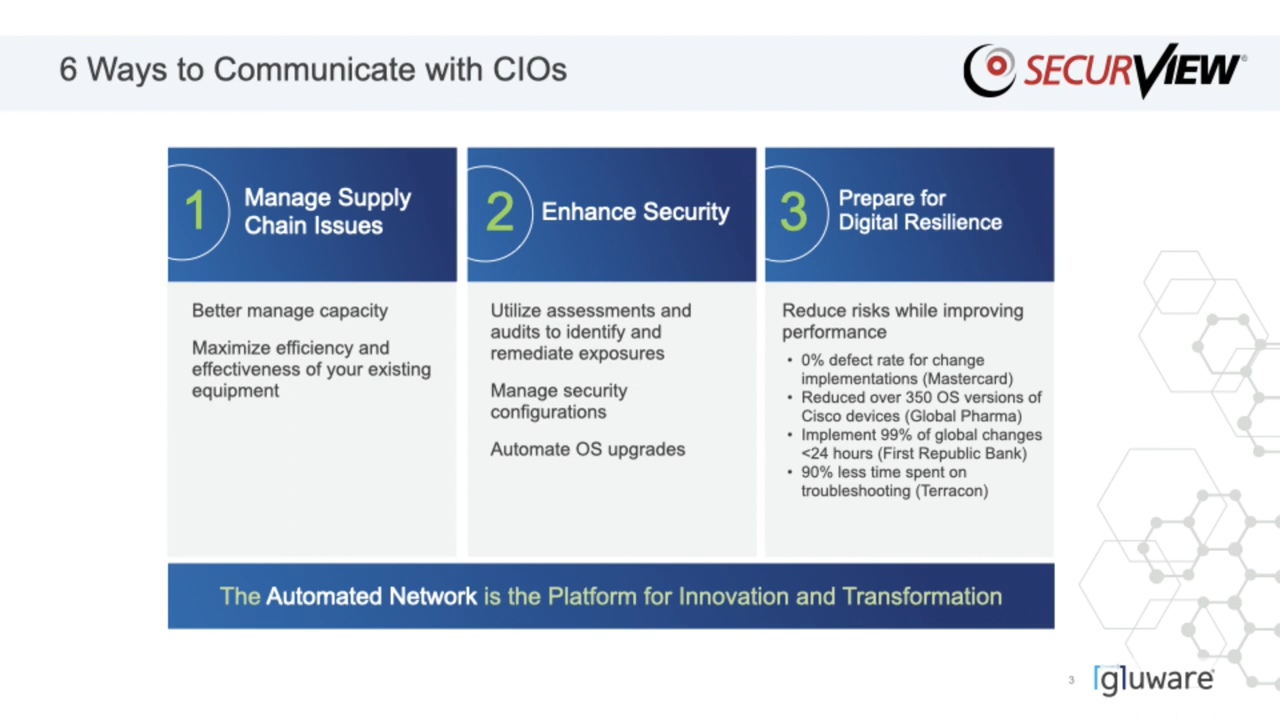 6 Ways to Communicate with CIOs
SECURVIEW®
1
Manage Supply
Chain Issues
Better manage capacity
Maximize efficiency and
effectiveness of your existing
equipment
2
Enhance Security
Utilize assessments and
audits to identify and
remediate exposures
Manage security
configurations
Automate OS upgrades
3
Prepare for
Digital Resilience
Reduce risks while improving
performance
• 0% defect rate for change
implementations (Mastercard)
• Reduced over 350 OS versions of
Cisco devices (Global Pharma)
• Implement 99% of global changes
<24 hours (First Republic Bank)
• 90% less time spent on
troubleshooting (Terracon)
The Automated Network is the Platform for Innovation and Transformation
3
[g]luware